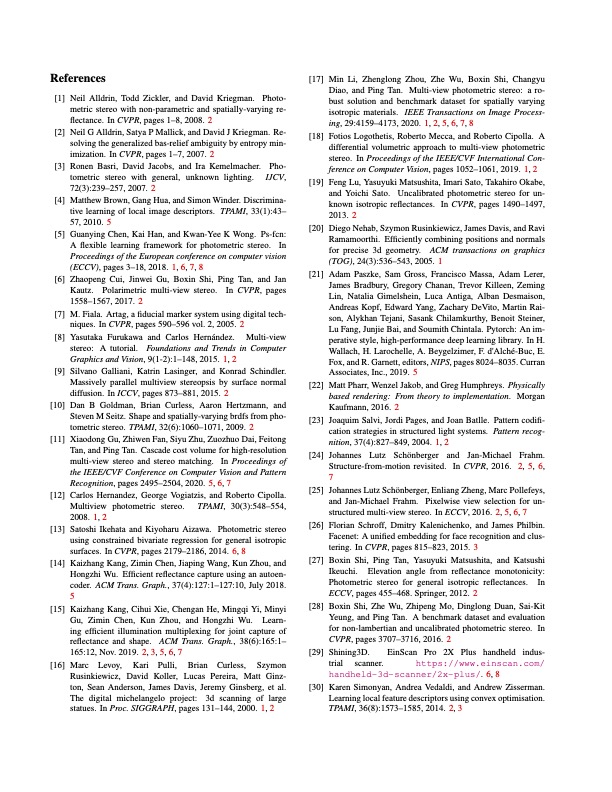 References
[1] Neil Alldrin, Todd Zickler, and David Kriegman. Photo-
metric stereo with non-parametric and spatially-varying re-
flectance. In CVPR, pages 1–8, 2008. 2
[2] Neil G Alldrin, Satya P Mallick, and David J Kriegman. Re-
solving the generalized bas-relief ambiguity by entropy min-
imization. In CVPR, pages 1–7, 2007. 2
[3] Ronen Basri, David Jacobs, and Ira Kemelmacher. Pho-
tometric stereo with general, unknown lighting. IJCV,
72(3):239–257, 2007. 2
[4] Matthew Brown, Gang Hua, and Simon Winder. Discrimina-
tive learning of local image descriptors. TPAMI, 33(1):43–
57, 2010. 5
[5] Guanying Chen, Kai Han, and Kwan-Yee K Wong. Ps-fcn:
A flexible learning framework for photometric stereo. In
Proceedings of the European conference on computer vision
(ECCV), pages 3–18, 2018. 1, 6, 7, 8
[6] Zhaopeng Cui, Jinwei Gu, Boxin Shi, Ping Tan, and Jan
Kautz. Polarimetric multi-view stereo. In CVPR, pages
1558–1567, 2017. 2
[7] M. Fiala. Artag, a fiducial marker system using digital tech-
niques. In CVPR, pages 590–596 vol. 2, 2005. 2
[8] Yasutaka Furukawa and Carlos Hernández. Multi-view
stereo: A tutorial. Foundations and Trends in Computer
Graphics and Vision, 9(1-2):1–148, 2015. 1, 2
[9] Silvano Galliani, Katrin Lasinger, and Konrad Schindler.
Massively parallel multiview stereopsis by surface normal
diffusion. In ICCV, pages 873–881, 2015. 2
[10] Dan B Goldman, Brian Curless, Aaron Hertzmann, and
Steven M Seitz. Shape and spatially-varying brdfs from pho-
tometric stereo. TPAMI, 32(6):1060–1071, 2009. 2
[11] Xiaodong Gu, Zhiwen Fan, Siyu Zhu, Zuozhuo Dai, Feitong
Tan, and Ping Tan. Cascade cost volume for high-resolution
multi-view stereo and stereo matching. In Proceedings of
the IEEE/CVF Conference on Computer Vision and Pattern
Recognition, pages 2495–2504, 2020. 5, 6, 7
[12] Carlos Hernandez, George Vogiatzis, and Roberto Cipolla.
Multiview photometric stereo. TPAMI, 30(3):548–554,
2008. 1, 2
[13] Satoshi Ikehata and Kiyoharu Aizawa. Photometric stereo
using constrained bivariate regression for general isotropic
surfaces. In CVPR, pages 2179–2186, 2014. 6, 8
[14] Kaizhang Kang, Zimin Chen, Jiaping Wang, Kun Zhou, and
Hongzhi Wu. Efficient reflectance capture using an autoen-
coder. ACM Trans. Graph., 37(4):127:1–127:10, July 2018.
5
[15] Kaizhang Kang, Cihui Xie, Chengan He, Mingqi Yi, Minyi
Gu, Zimin Chen, Kun Zhou, and Hongzhi Wu. Learn-
ing efficient illumination multiplexing for joint capture of
reflectance and shape. ACM Trans. Graph., 38(6):165:1–
165:12, Nov. 2019. 2, 3, 5, 6, 7
[16] Marc Levoy, Kari Pulli, Brian Curless, Szymon
Rusinkiewicz, David Koller, Lucas Pereira, Matt Ginz-
ton, Sean Anderson, James Davis, Jeremy Ginsberg, et al.
The digital michelangelo project: 3d scanning of large
statues. In Proc. SIGGRAPH, pages 131–144, 2000. 1, 2
[17] Min Li, Zhenglong Zhou, Zhe Wu, Boxin Shi, Changyu
Diao, and Ping Tan. Multi-view photometric stereo: a ro-
bust solution and benchmark dataset for spatially varying
isotropic materials. IEEE Transactions on Image Process-
ing, 29:4159–4173, 2020. 1, 2, 5, 6, 7, 8
[18] Fotios Logothetis, Roberto Mecca, and Roberto Cipolla. A
differential volumetric approach to multi-view photometric
stereo. In Proceedings of the IEEE/CVF International Con-
ference on Computer Vision, pages 1052–1061, 2019. 1, 2
[19] Feng Lu, Yasuyuki Matsushita, Imari Sato, Takahiro Okabe,
and Yoichi Sato. Uncalibrated photometric stereo for un-
known isotropic reflectances. In CVPR, pages 1490–1497,
2013. 2
[20] Diego Nehab, Szymon Rusinkiewicz, James Davis, and Ravi
Ramamoorthi. Efficiently combining positions and normals
for precise 3d geometry. ACM transactions on graphics
(TOG), 24(3):536–543, 2005. 1
[21] Adam Paszke, Sam Gross, Francisco Massa, Adam Lerer,
James Bradbury, Gregory Chanan, Trevor Killeen, Zeming
Lin, Natalia Gimelshein, Luca Antiga, Alban Desmaison,
Andreas Kopf, Edward Yang, Zachary DeVito, Martin Rai-
son, Alykhan Tejani, Sasank Chilamkurthy, Benoit Steiner,
Lu Fang, Junjie Bai, and Soumith Chintala. Pytorch: An im-
perative style, high-performance deep learning library. In H.
Wallach, H. Larochelle, A. Beygelzimer, F. d'Alché-Buc, E.
Fox, and R. Garnett, editors, NIPS, pages 8024–8035. Curran
Associates, Inc., 2019. 5
[22] Matt Pharr, Wenzel Jakob, and Greg Humphreys. Physically
based rendering: From theory to implementation. Morgan
Kaufmann, 2016. 2
[23] Joaquim Salvi, Jordi Pages, and Joan Batlle. Pattern codifi-
cation strategies in structured light systems. Pattern recog-
nition, 37(4):827–849, 2004. 1, 2
[24] Johannes Lutz Schönberger and Jan-Michael Frahm.
Structure-from-motion revisited. In CVPR, 2016. 2, 5, 6,
7
[25] Johannes Lutz Schönberger, Enliang Zheng, Marc Pollefeys,
and Jan-Michael Frahm. Pixelwise view selection for un-
structured multi-view stereo. In ECCV, 2016. 2, 5, 6, 7
[26] Florian Schroff, Dmitry Kalenichenko, and James Philbin.
Facenet: A unified embedding for face recognition and clus-
tering. In CVPR, pages 815–823, 2015. 3
[27] Boxin Shi, Ping Tan, Yasuyuki Matsushita, and Katsushi
Ikeuchi. Elevation angle from reflectance monotonicity:
Photometric stereo for general isotropic reflectances. In
ECCV, pages 455–468. Springer, 2012. 2
[28] Boxin Shi, Zhe Wu, Zhipeng Mo, Dinglong Duan, Sai-Kit
Yeung, and Ping Tan. A benchmark dataset and evaluation
for non-lambertian and uncalibrated photometric stereo. In
CVPR, pages 3707–3716, 2016. 2
[29] Shining3D. EinScan Pro 2X Plus handheld indus-
trial scanner. https://www.einscan.com/
handheld-3d-scanner/2x-plus/. 6, 8
[30] Karen Simonyan, Andrea Vedaldi, and Andrew Zisserman.
Learning local feature descriptors using convex optimisation.
TPAMI, 36(8):1573–1585, 2014. 2, 3